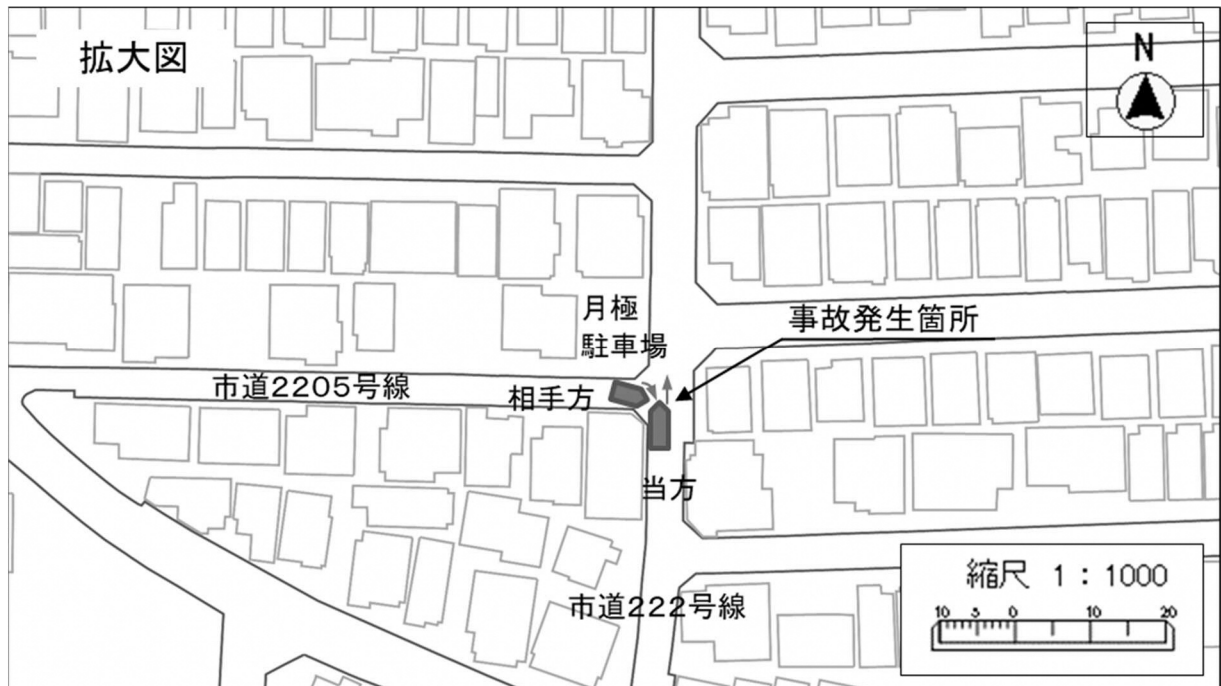 拡大図
N
月極
駐車場
事故発生箇所
市道2205号線
相手方
当方
市道222号線
縮尺 1：1000
10 5 0 10 20